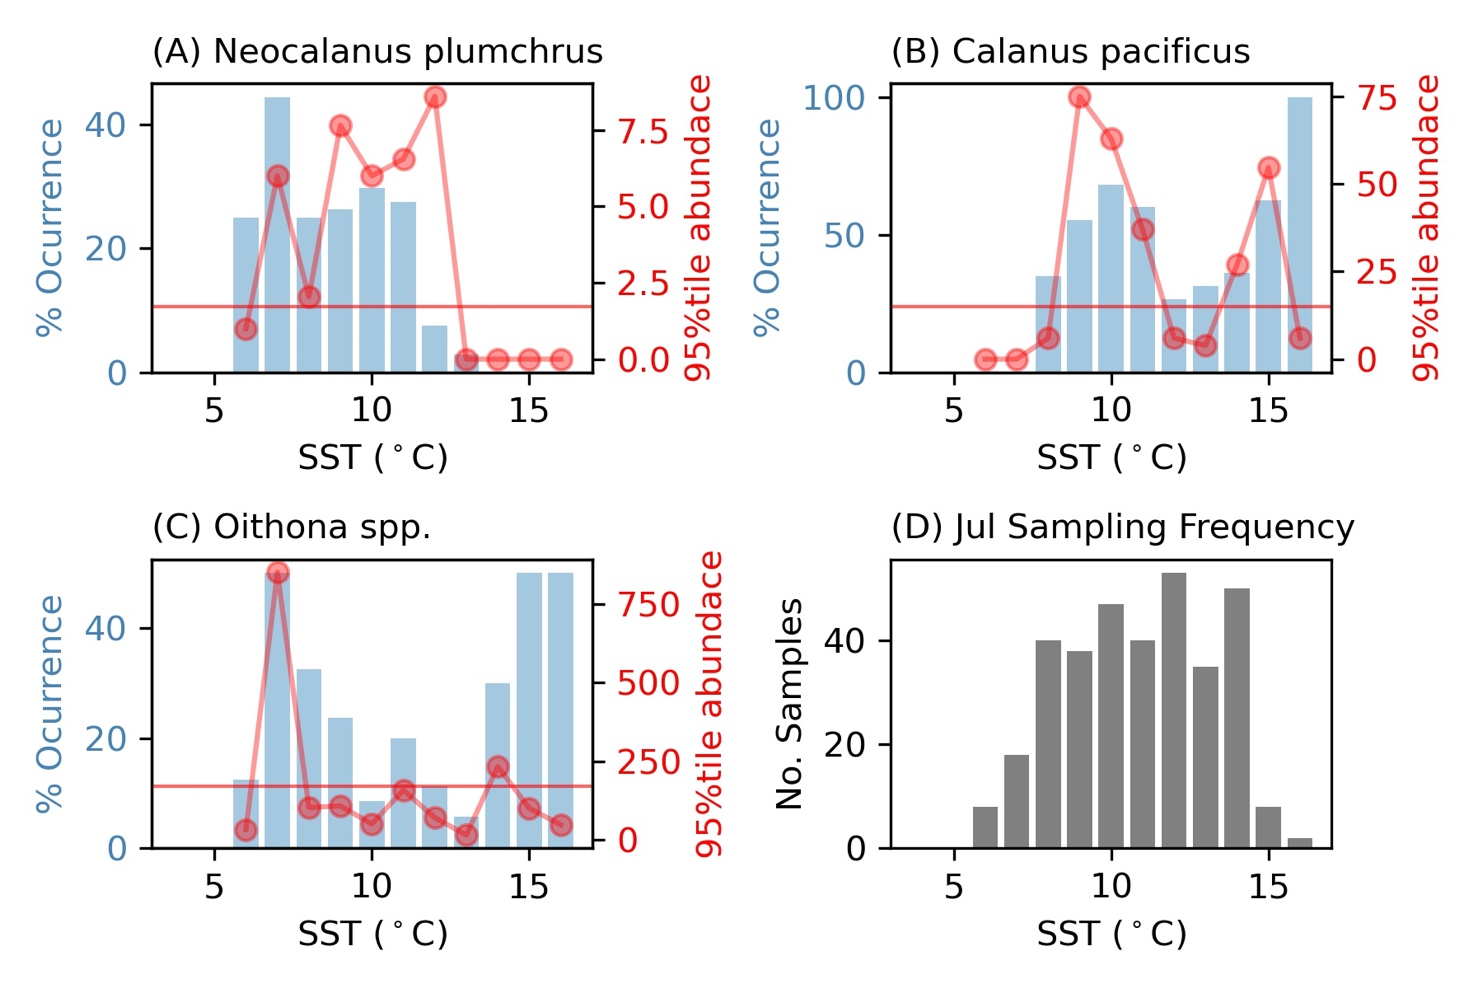 (A) Neocalanus plumchrus
% Ocurrence
40
20
0
7.5
5.0
2.5
0.0
95%tile abundace
5 10 15
SST (°C)
(B) Calanus pacificus
% Ocurrence
100
50
0
75
50
25
0
95%tile abundace
5 10 15
SST (°C)
(C) Oithona spp.
% Ocurrence
40
20
0
750
500
250
0
95%tile abundace
5 10 15
SST (°C)
(D) Jul Sampling Frequency
No. Samples
40
20
0
5 10 15
SST (°C)